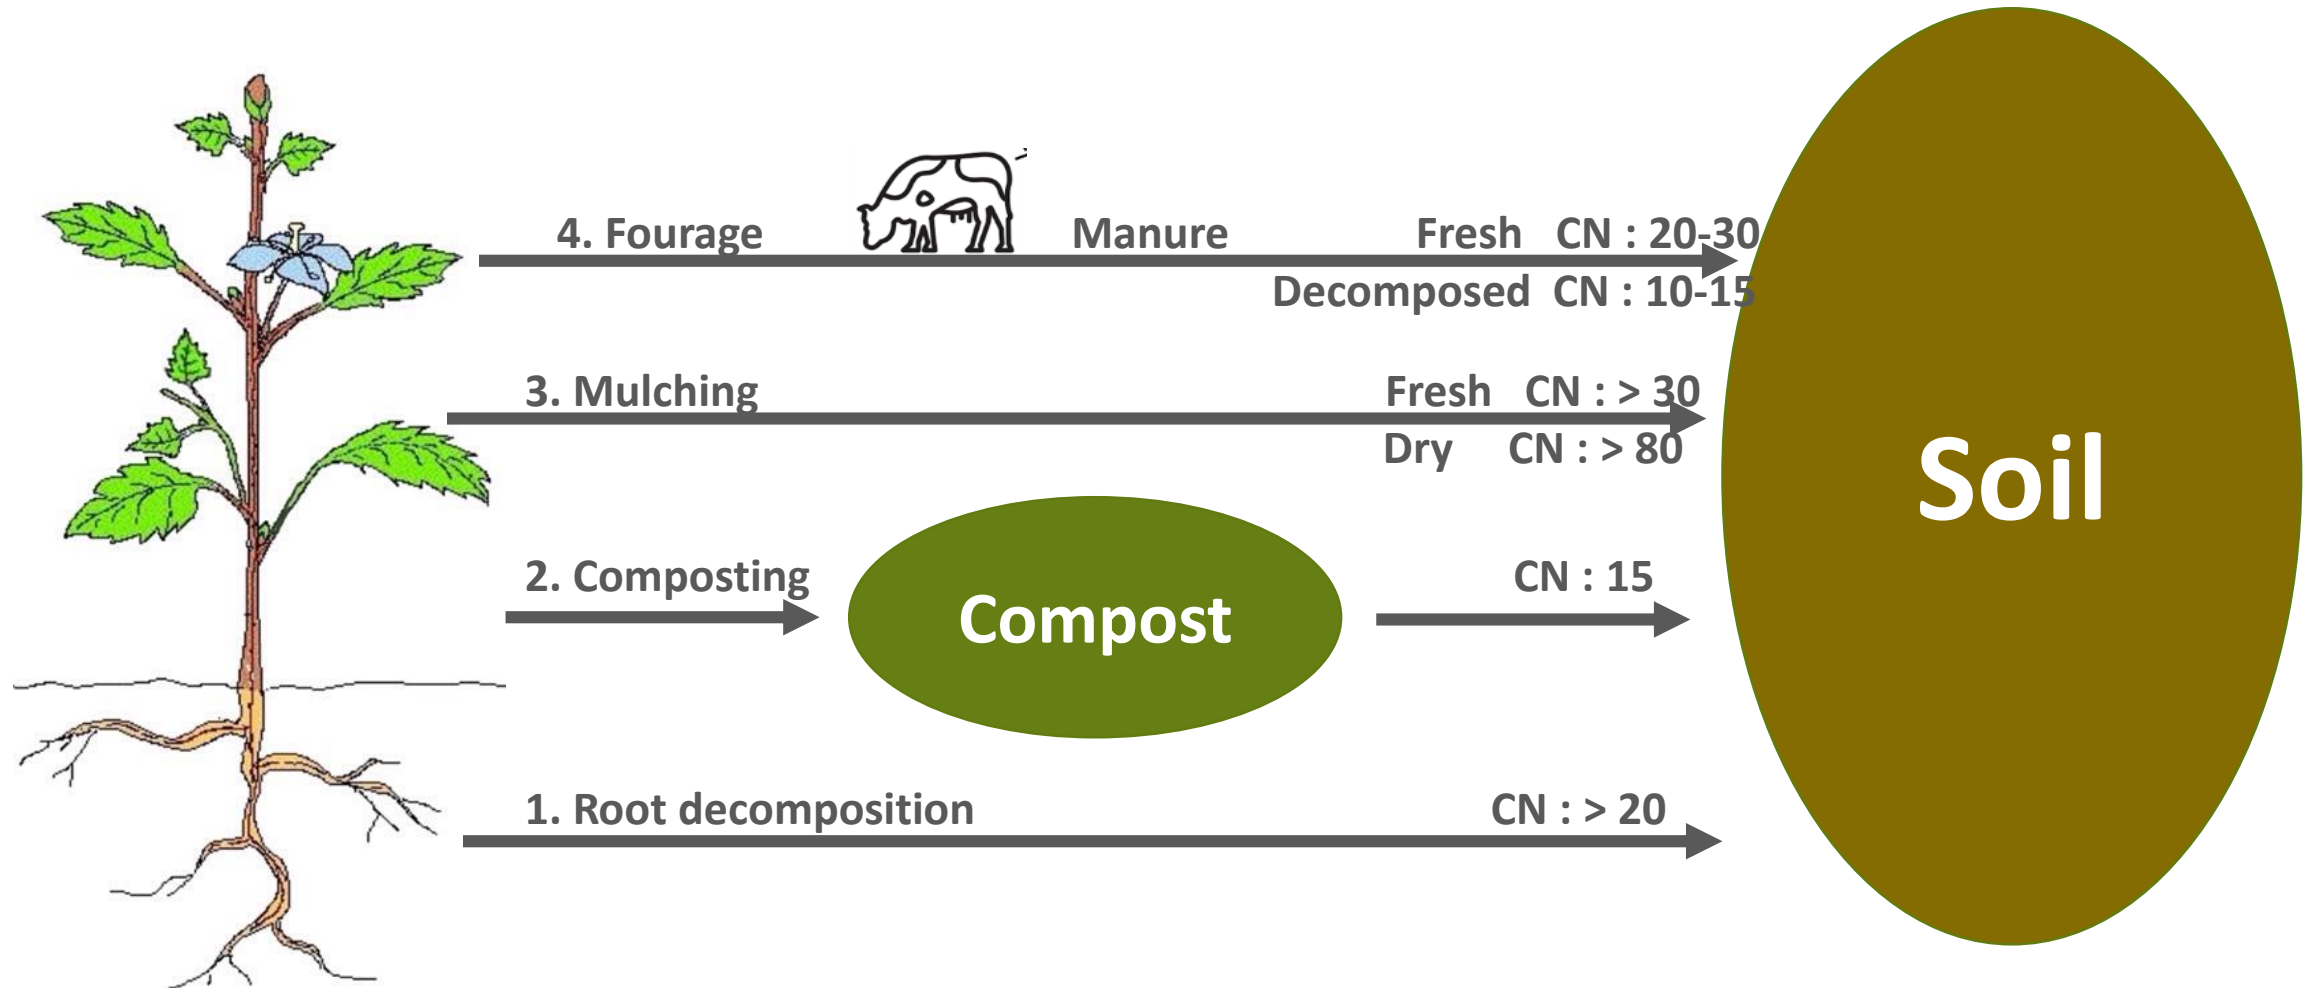 4. Fourage Manure Fresh CN : 20-30
Decomposed CN : 10-15
3. Mulching Fresh CN : > 30
Dry CN : > 80
Soil
2. Composting CN : 15
Compost
1. Root decomposition CN : > 20